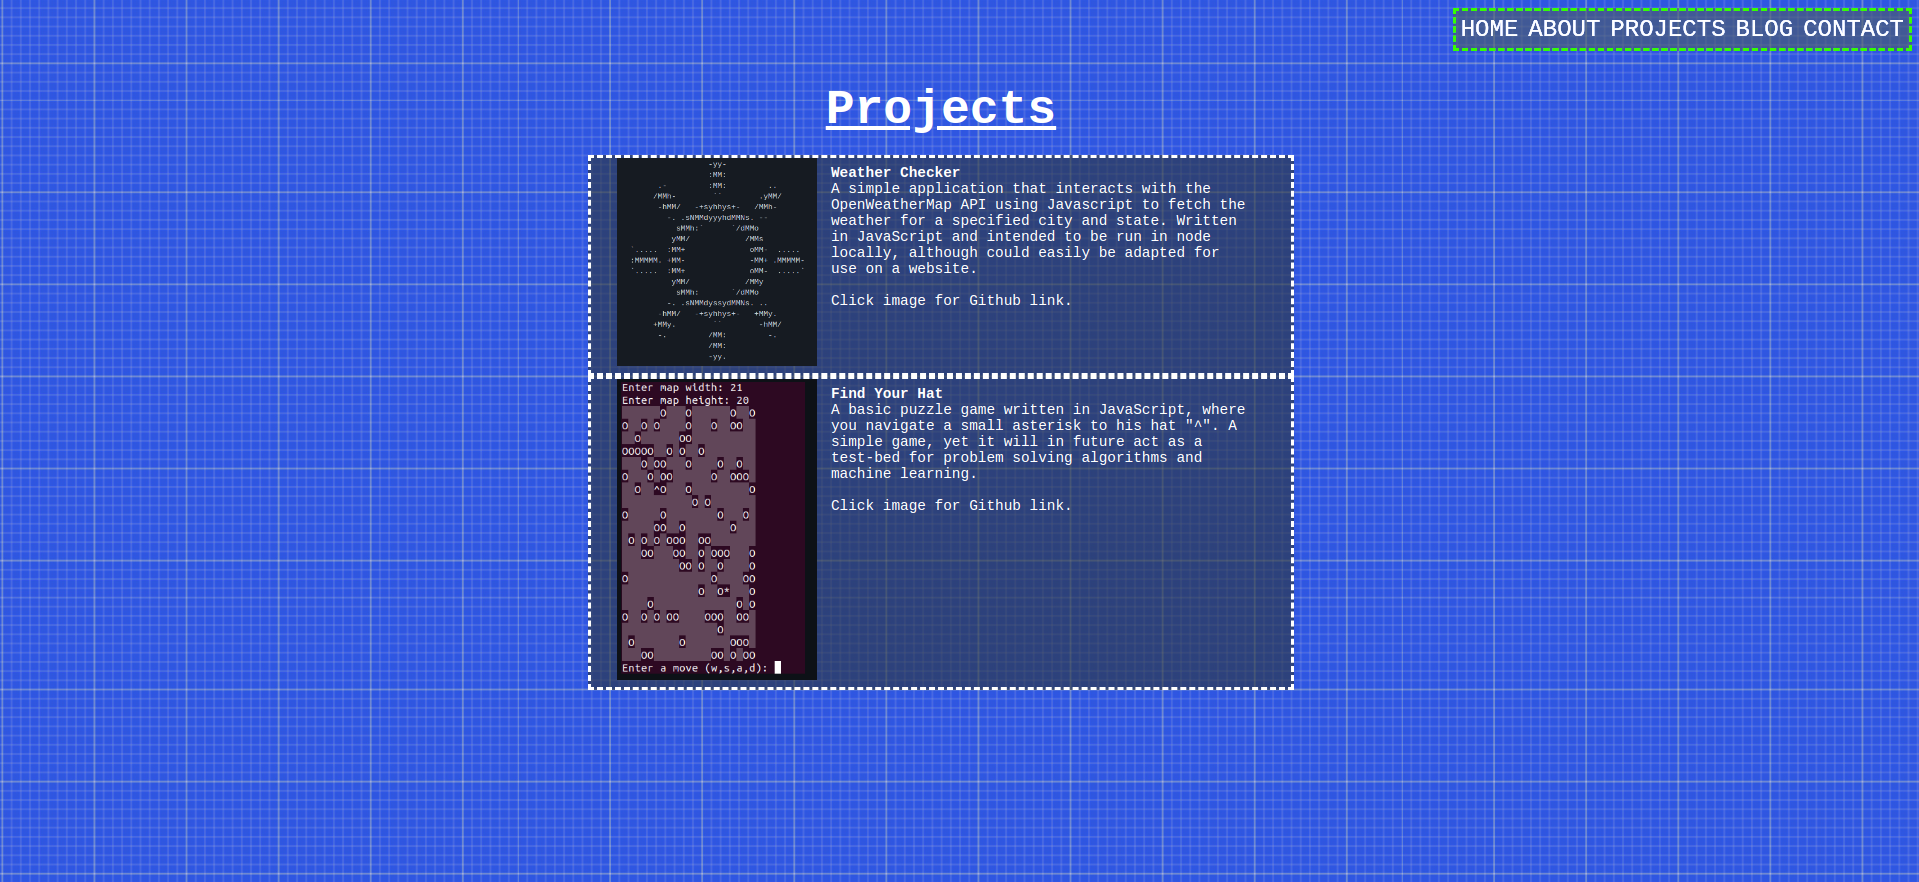 HOME ABOUT PROJECTS BLOG CONTACT
Projects
Weather Checker
A simple application that interacts with the
OpenWeatherMap API using Javascript to fetch the
weather for a specified city and state. Written
in JavaScript and intended to be run in node
locally, although could easily be adapted for
use on a website.
Click image for Github link.
Enter map width: 21
Enter map height: 20
Enter a move (w,s,a,d):
Find Your Hat
A basic puzzle game written in JavaScript, where
you navigate a small asterisk to his hat "^". A
simple game, yet it will in future act as a
test-bed for problem solving algorithms and
machine learning.
Click image for Github link.